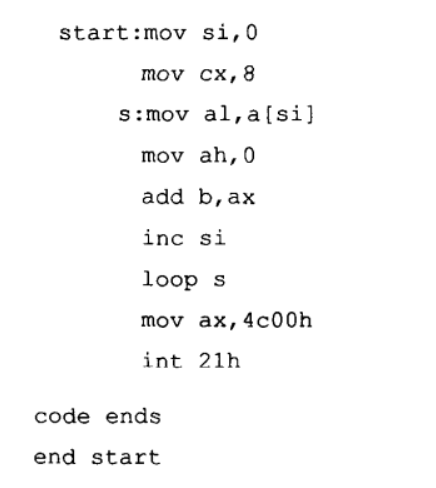 start:mov si,0
mov cx,8
s:mov al,a[si]
mov ah,0
add b,ax
inc si
loop s
mov ax,4c00h
int 21h
code ends
end start